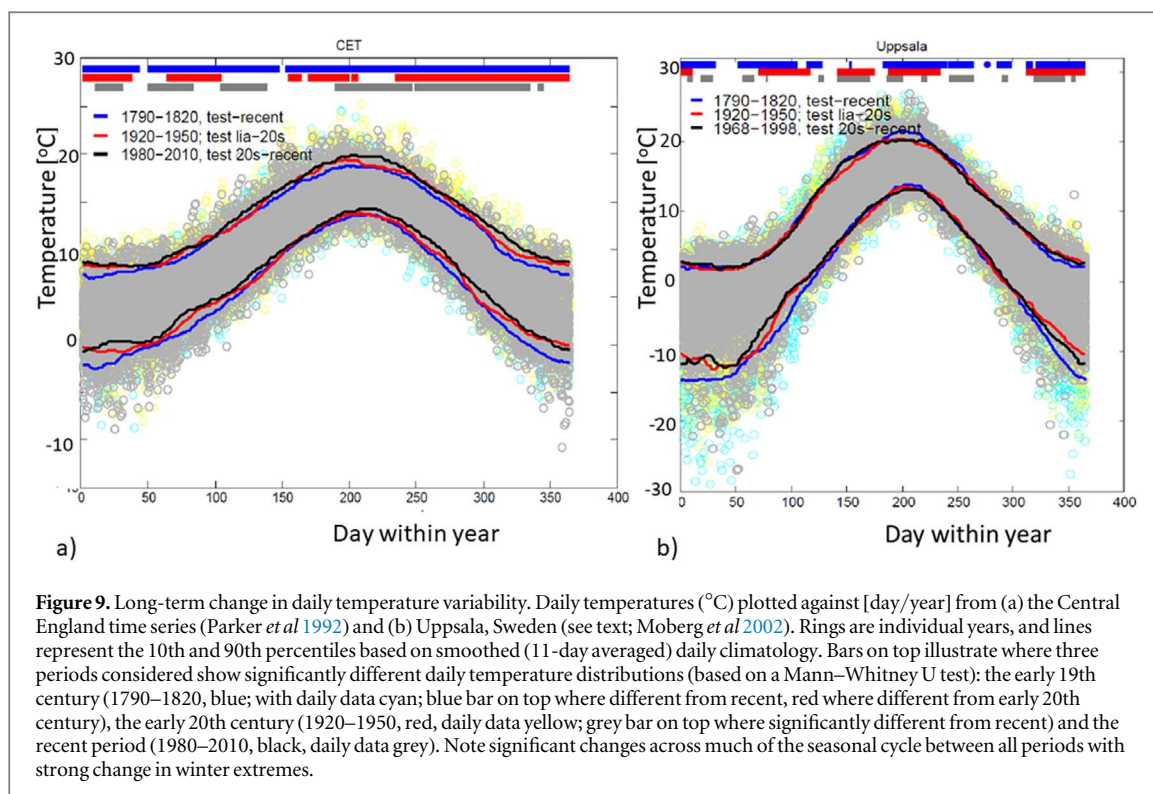 CET
30
20
10
0
-10
Temperature [°C]
1790−1820, test−recent
1920−1950; test lia−20s
1980−2010; test 20s−recent
0 50 100 150 200 250 300 350 400
Day within year
a)
Uppsala
30
20
10
0
-10
-20
-30
Temperature [°C]
1790−1820, test−recent
1920−1950; test lia−20s
1968−1998, test 20s−recent
0 50 100 150 200 250 300 350 400
Day within year
b)
Figure 9. Long-term change in daily temperature variability. Daily temperatures (°C) plotted against [day/year] from (a) the Central
England time series (Parker et al 1992) and (b) Uppsala, Sweden (see text; Moberg et al 2002). Rings are individual years, and lines
represent the 10th and 90th percentiles based on smoothed (11-day averaged) daily climatology. Bars on top illustrate where three
periods considered show significantly different daily temperature distributions (based on a Mann–Whitney U test): the early 19th
century (1790–1820, blue; with daily data cyan; blue bar on top where different from recent, red where different from early 20th
century), the early 20th century (1920–1950, red, daily data yellow; grey bar on top where significantly different from recent) and the
recent period (1980–2010, black, daily data grey). Note significant changes across much of the seasonal cycle between all periods with
strong change in winter extremes.